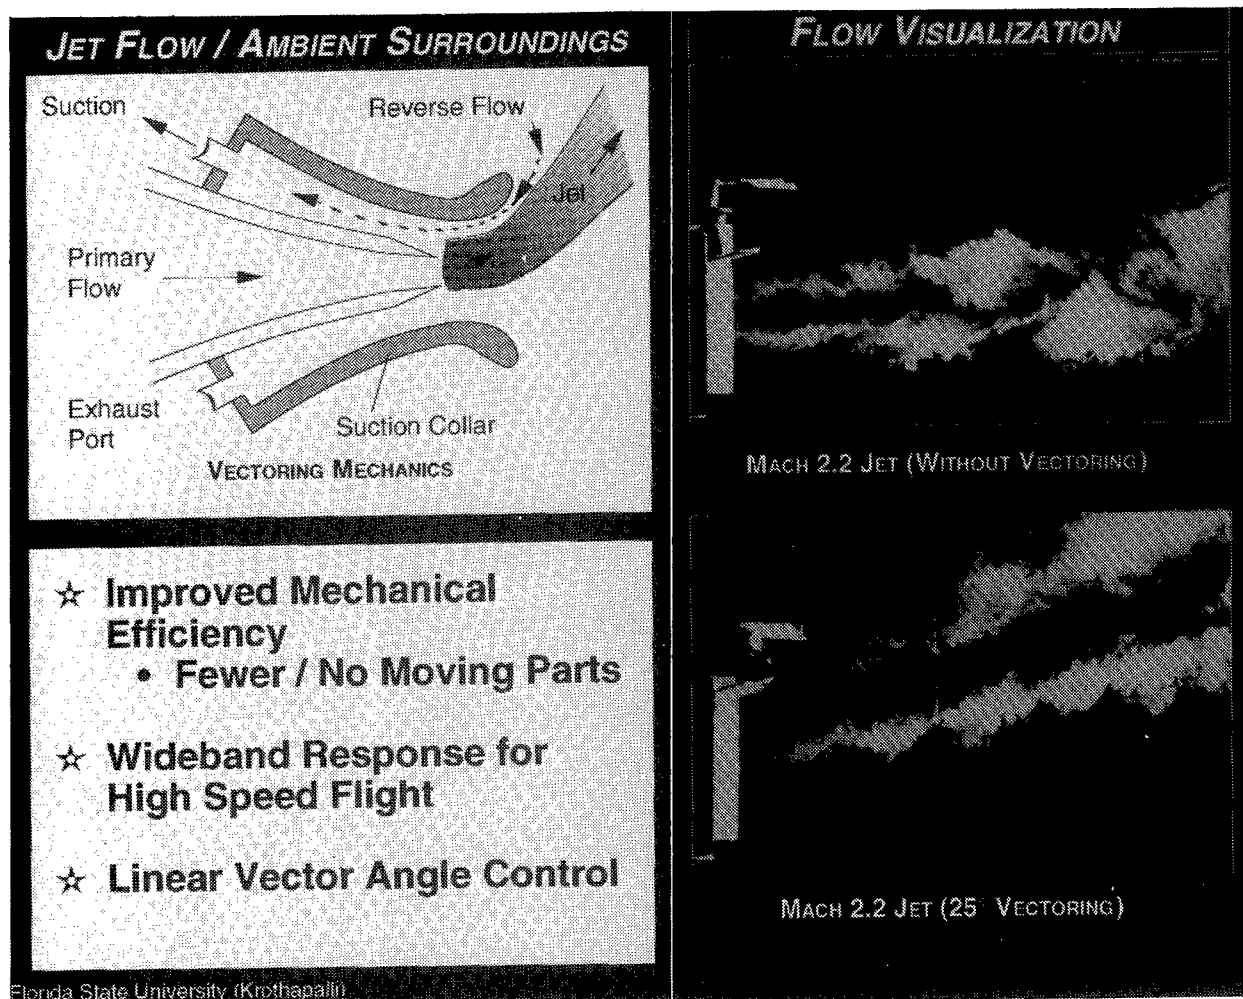 JET FLOW / AMBIENT SURROUNDINGS
Suction
Reverse Flow
Jet
Primary
Flow
Exhaust
Port
Suction Collar
VECTORING MECHANICS
☆ Improved Mechanical
Efficiency
• Fewer / No Moving Parts
☆ Wideband Response for
High Speed Flight
☆ Linear Vector Angle Control
Florida State University (Krothapalli)
FLOW VISUALIZATION
MACH 2.2 JET (WITHOUT VECTORING)
MACH 2.2 JET (25° VECTORING)